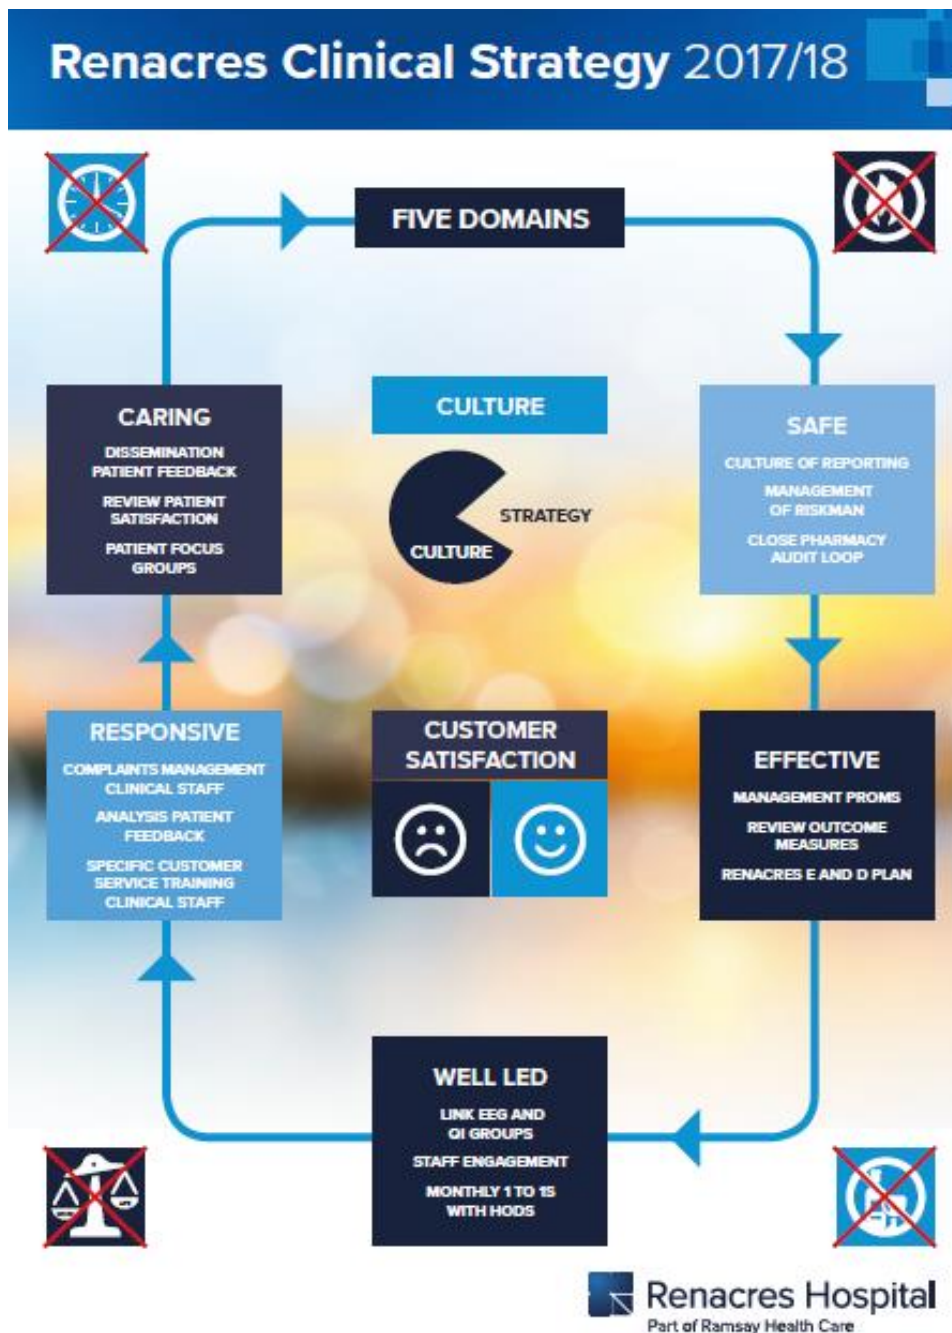 Renacres Clinical Strategy 2017/18
FIVE DOMAINS
CARING
DISSEMINATION
PATIENT FEEDBACK
REVIEW PATIENT
SATISFACTION
PATIENT FOCUS
GROUPS
CULTURE
STRATEGY
CULTURE
SAFE
CULTURE OF REPORTING
MANAGEMENT
OF RISKMAN
CLOSE PHARMACY
AUDIT LOOP
RESPONSIVE
COMPLAINTS MANAGEMENT
CLINICAL STAFF
ANALYSIS PATIENT
FEEDBACK
SPECIFIC CUSTOMER
SERVICE TRAINING
CLINICAL STAFF
CUSTOMER
SATISFACTION
EFFECTIVE
MANAGEMENT PROMS
REVIEW OUTCOME
MEASURES
RENACRES E AND D PLAN
WELL LED
LINK EEG AND
QI GROUPS
STAFF ENGAGEMENT
MONTHLY 1 TO 1S
WITH HODS
Renacres Hospital
Part of Ramsay Health Care